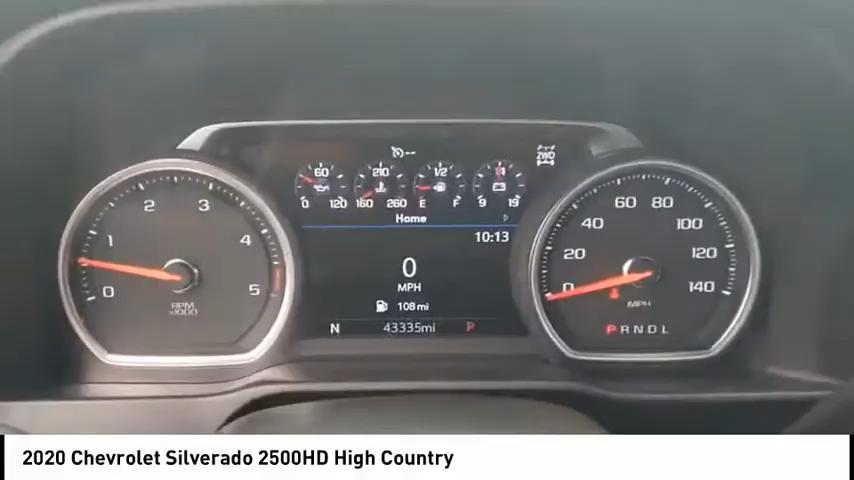 2WD
60 210 1/2 14
0 120 160 260 E F 9 19
Home
10:13
0
MPH
108 mi
N 43335mi P
0 1 2 3 4 5
RPM
x1000
0 20 40 60 80 100 120 140
MPH
PRNDL
2020 Chevrolet Silverado 2500HD High Country